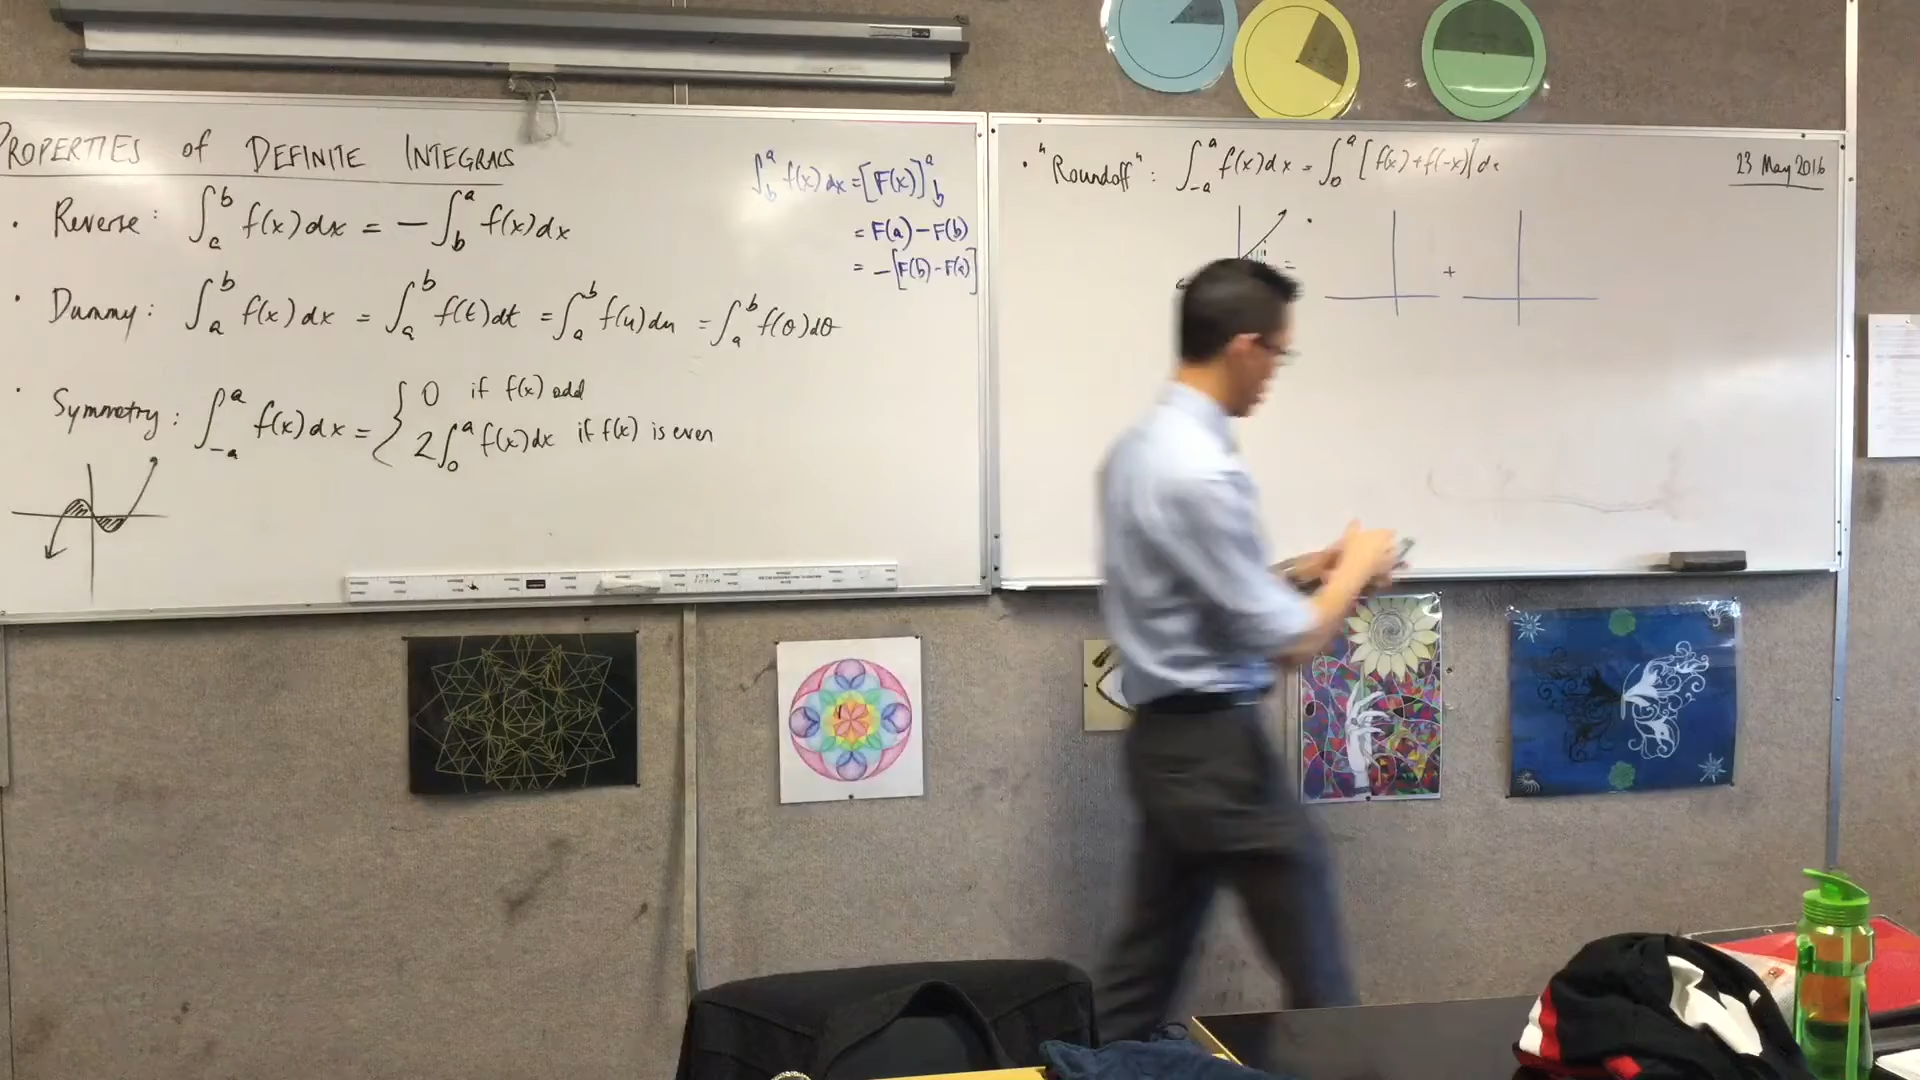 PROPERTIES of DEFINITE INTEGRALS
• Reverse: ∫_a^b f(x)dx = −∫_b^a f(x)dx
• Dummy: ∫_a^b f(x)dx = ∫_a^b f(t)dt = ∫_a^b f(u)du = ∫_a^b f(θ)dθ
• Symmetry: ∫_{-a}^a f(x)dx = { 0 if f(x) odd
2∫_0^a f(x)dx if f(x) is even
∫_b^a f(x)dx = [F(x)]_b^a
= F(a) − F(b)
= −[F(b) − F(a)]
• "Roundoff": ∫_{-a}^a f(x)dx = ∫_0^a [f(x)+f(-x)]dx
23 May 2016
=
+